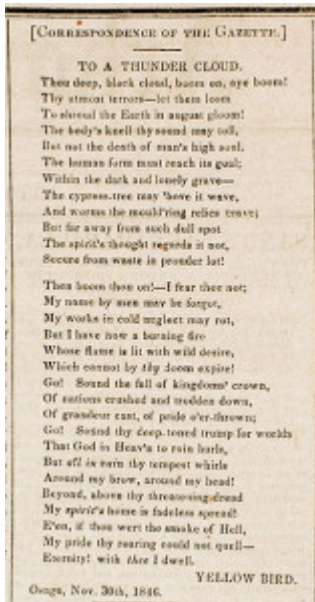 [CORRESPONDENCE OF THE GAZETTE.]
TO A THUNDER CLOUD.
Thou deep, black cloud, boom on, aye boom!
Thy utmost terrors—let them loom
To shroud the Earth in august gloom!
The body's knell thy sound may toll,
But not the death of man's high soul.
The human form must reach its goal;
Within the dark and lonely grave—
The cypress-tree may 'bove it wave,
And worms the mould'ring relics crave;
But far away from such dull spot
The spirit's thought regards it not,
Secure from waste in prouder lot!
Then boom thou on!—I fear thee not;
My name by men may be forgot,
My works in cold neglect may rot,
But I have now a burning fire
Whose flame is lit with wild desire,
Which cannot by thy doom expire!
Go! Sound the fall of kingdoms' crown,
Of nations crushed and trodden down,
Of grandeur cast, of pride o'er-thrown;
Go! Sound thy deep-toned trump for worlds
That God in Heav'n to ruin hurls,
But all in vain thy tempest whirls
Around my brow, around my head!
Beyond, above thy threatening dread
My spirit's home is fadeless spread!
E'en, if thou wert the smoke of Hell,
My pride thy roaring could not quell—
Eternity! with thee I dwell.
YELLOW BIRD.
Osage, Nov. 30th, 1846.